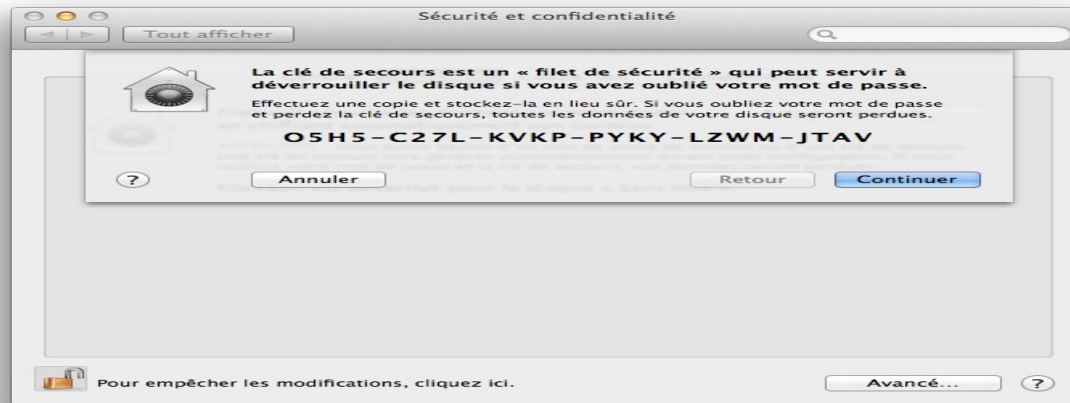 Sécurité et confidentialité
Tout afficher
La clé de secours est un « filet de sécurité » qui peut servir à
déverrouiller le disque si vous avez oublié votre mot de passe.
Effectuez une copie et stockez-la en lieu sûr. Si vous oubliez votre mot de passe
et perdez la clé de secours, toutes les données de votre disque seront perdues.
O5H5-C27L-KVKP-PYKY-LZWM-JTAV
? Annuler Retour Continuer
Pour empêcher les modifications, cliquez ici. Avancé... ?